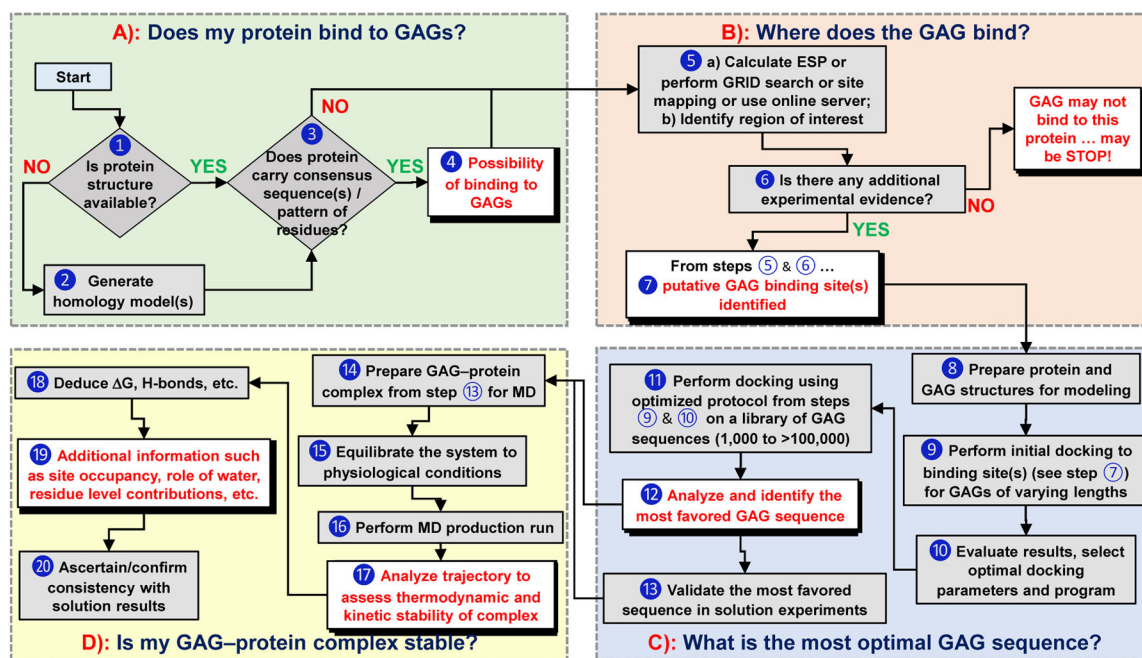 A): Does my protein bind to GAGs?
Start
1
Is protein
structure
available?
NO
YES
2 Generate
homology model(s)
3
Does protein
carry consensus
sequence(s) /
pattern of
residues?
NO
YES
4 Possibility
of binding to
GAGs
B): Where does the GAG bind?
5 a) Calculate ESP or
perform GRID search or site
mapping or use online server;
b) Identify region of interest
GAG may not
bind to this
protein ... may
be STOP!
6 Is there any additional
experimental evidence?
NO
YES
From steps 5 & 6 ...
7 putative GAG binding site(s)
identified
8 Prepare protein and
GAG structures for modeling
9 Perform initial docking to
binding site(s) (see step 7)
for GAGs of varying lengths
10 Evaluate results, select
optimal docking
parameters and program
11 Perform docking using
optimized protocol from steps
9 & 10 on a library of GAG
sequences (1,000 to >100,000)
12 Analyze and identify the
most favored GAG sequence
13 Validate the most favored
sequence in solution experiments
C): What is the most optimal GAG sequence?
14 Prepare GAG–protein
complex from step 13 for MD
15 Equilibrate the system to
physiological conditions
16 Perform MD production run
17 Analyze trajectory to
assess thermodynamic and
kinetic stability of complex
18 Deduce ΔG, H-bonds, etc.
19 Additional information such
as site occupancy, role of water,
residue level contributions, etc.
20 Ascertain/confirm
consistency with
solution results
D): Is my GAG–protein complex stable?